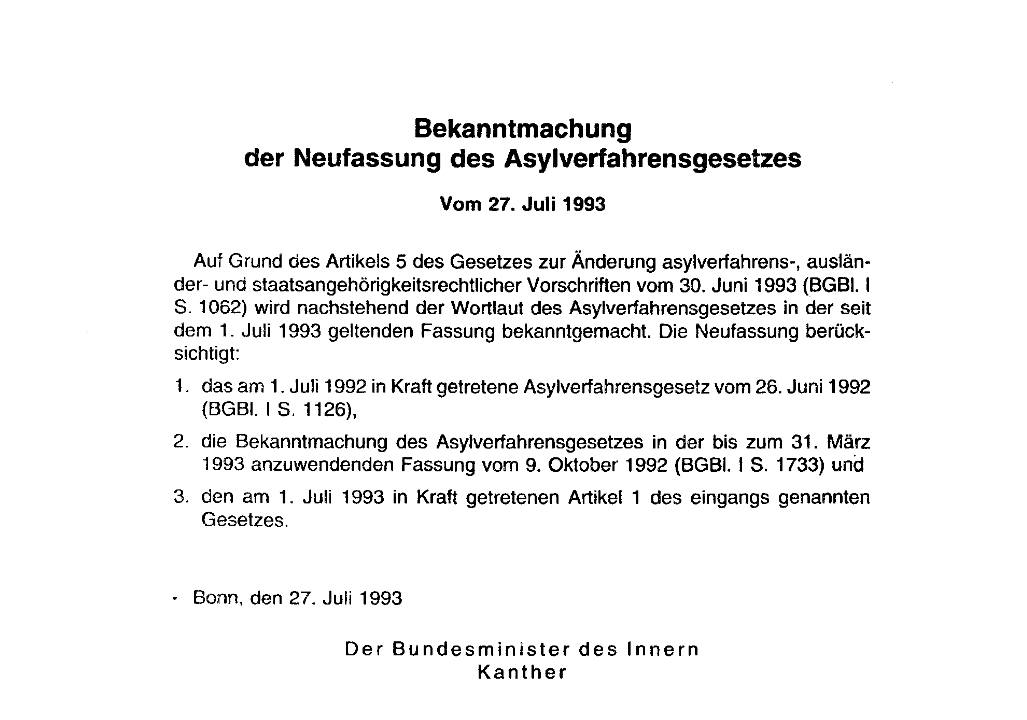 Bekanntmachung
der Neufassung des Asylverfahrensgesetzes
Vom 27. Juli 1993
Auf Grund des Artikels 5 des Gesetzes zur Änderung asylverfahrens-, auslän-
der- und staatsangehörigkeitsrechtlicher Vorschriften vom 30. Juni 1993 (BGBl. I
S. 1062) wird nachstehend der Wortlaut des Asylverfahrensgesetzes in der seit
dem 1. Juli 1993 geltenden Fassung bekanntgemacht. Die Neufassung berück-
sichtigt:
1. das am 1. Juli 1992 in Kraft getretene Asylverfahrensgesetz vom 26. Juni 1992
(BGBl. I S. 1126),
2. die Bekanntmachung des Asylverfahrensgesetzes in der bis zum 31. März
1993 anzuwendenden Fassung vom 9. Oktober 1992 (BGBl. I S. 1733) und
3. den am 1. Juli 1993 in Kraft getretenen Artikel 1 des eingangs genannten
Gesetzes.
Bonn, den 27. Juli 1993
Der Bundesminister des Innern
Kanther